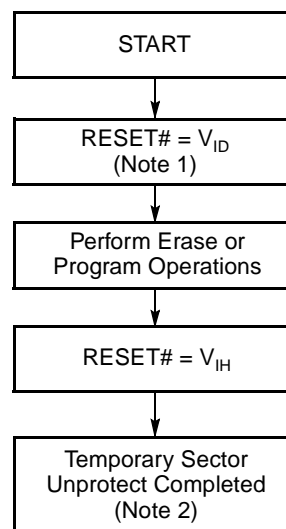 START
RESET# = V_ID
(Note 1)
Perform Erase or
Program Operations
RESET# = V_IH
Temporary Sector
Unprotect Completed
(Note 2)